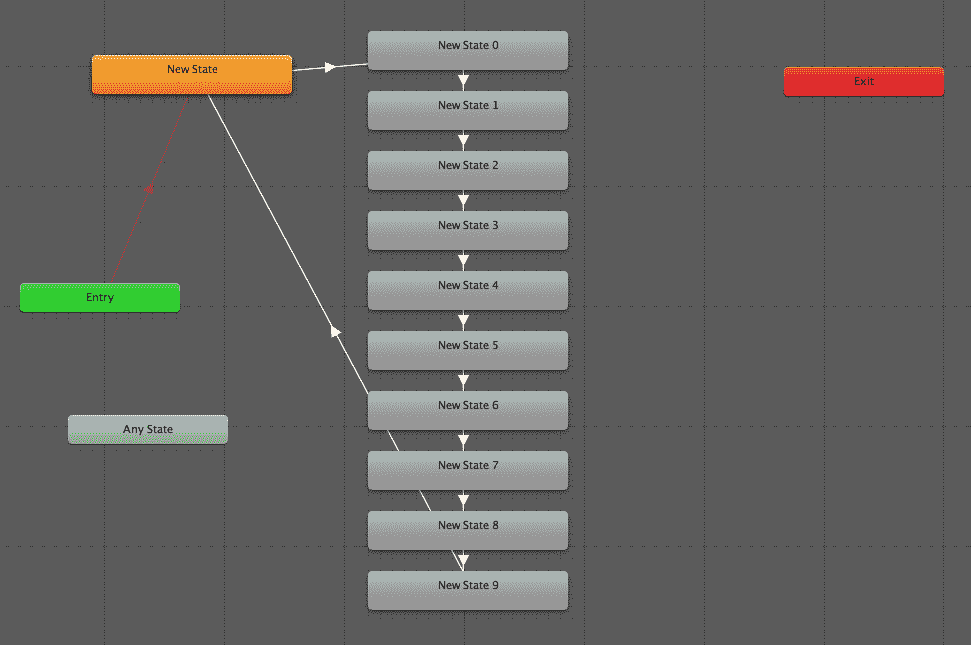 New State
Entry
Any State
New State 0
New State 1
New State 2
New State 3
New State 4
New State 5
New State 6
New State 7
New State 8
New State 9
Exit